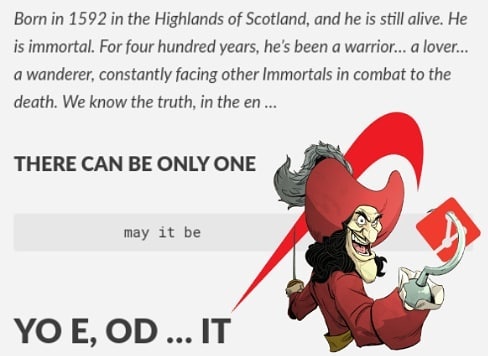 Born in 1592 in the Highlands of Scotland, and he is still alive. He
is immortal. For four hundred years, he's been a warrior… a lover…
a wanderer, constantly facing other Immortals in combat to the
death. We know the truth, in the en …
THERE CAN BE ONLY ONE
may it be
YO E, OD … IT